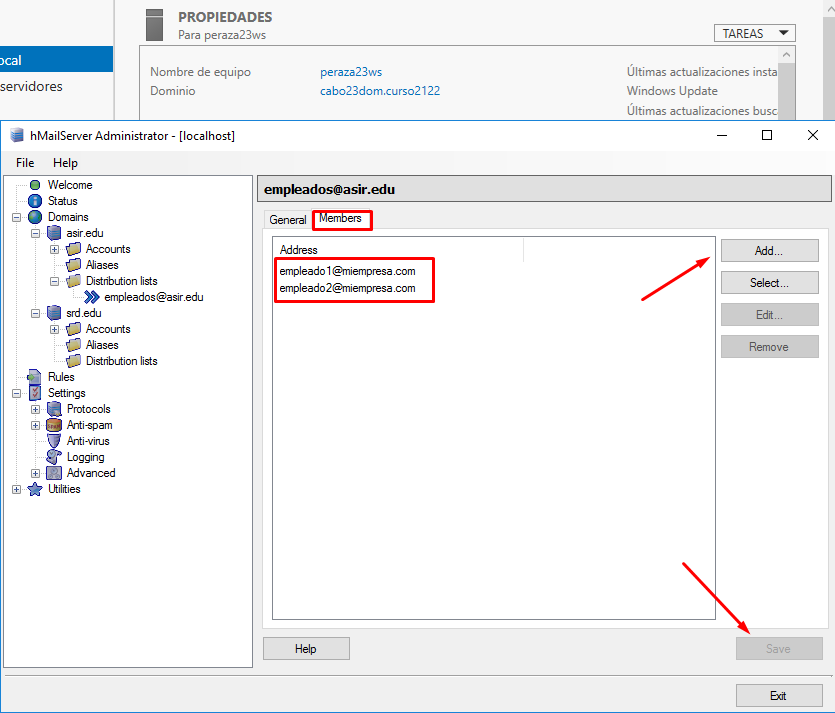 PROPIEDADES
Para peraza23ws
TAREAS
ocal
servidores
Nombre de equipo peraza23ws Últimas actualizaciones insta
Dominio cabo23dom.curso2122 Windows Update
Últimas actualizaciones busc
hMailServer Administrator - [localhost]
File Help
Welcome
Status
Domains
asir.edu
Accounts
Aliases
Distribution lists
empleados@asir.edu
srd.edu
Accounts
Aliases
Distribution lists
Rules
Settings
Protocols
Anti-spam
Anti-virus
Logging
Advanced
Utilities
empleados@asir.edu
General Members
Address
empleado1@miempresa.com
empleado2@miempresa.com
Add...
Select...
Edit...
Remove
Help
Save
Exit